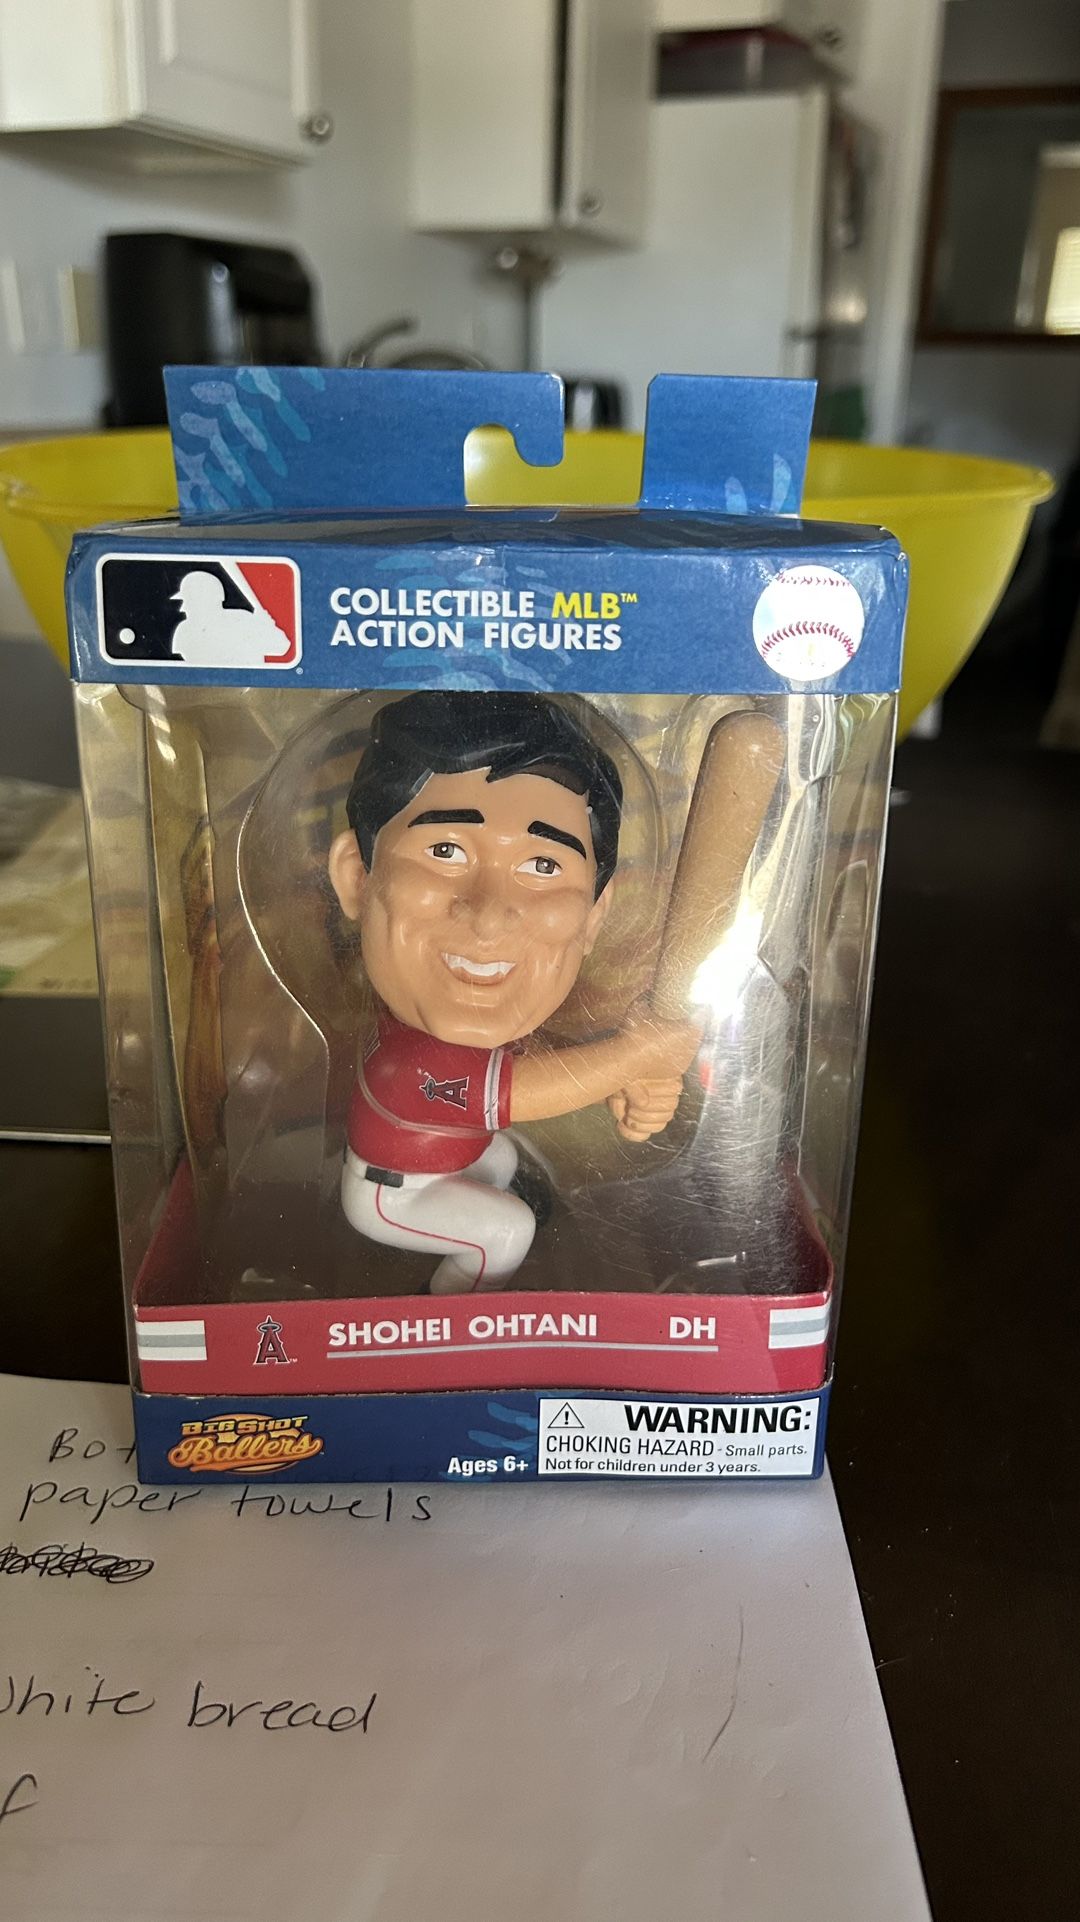 COLLECTIBLE MLB™
ACTION FIGURES
A
A™
SHOHEI OHTANI DH
BIG SHOT
Ballers
Ages 6+
WARNING:
CHOKING HAZARD - Small parts.
Not for children under 3 years.
paper towels
bread